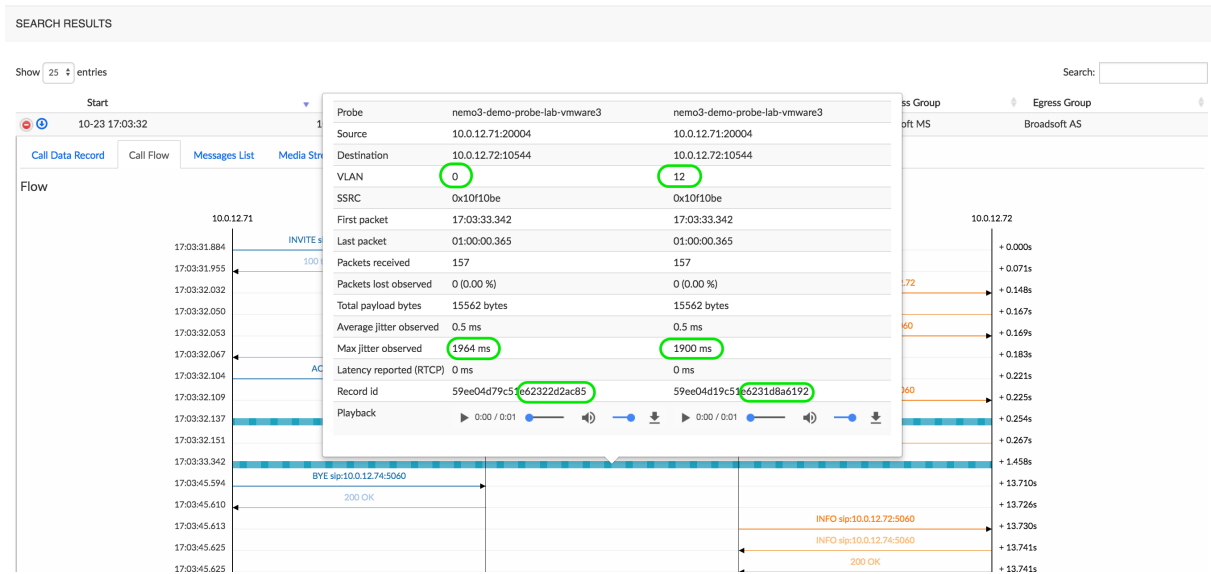 SEARCH RESULTS
Show 25 entries Search:
Start ss Group Egress Group
10-23 17:03:32 1 oft MS Broadsoft AS
Call Data Record Call Flow Messages List Media Stre
Flow
Probe nemo3-demo-probe-lab-vmware3 nemo3-demo-probe-lab-vmware3
Source 10.0.12.71:20004 10.0.12.71:20004
Destination 10.0.12.72:10544 10.0.12.72:10544
VLAN 0 12
SSRC 0x10f10be 0x10f10be
First packet 17:03:33.342 17:03:33.342
Last packet 01:00:00.365 01:00:00.365
Packets received 157 157
Packets lost observed 0 (0.00 %) 0 (0.00 %)
Total payload bytes 15562 bytes 15562 bytes
Average jitter observed 0.5 ms 0.5 ms
Max jitter observed 1964 ms 1900 ms
Latency reported (RTCP) 0 ms 0 ms
Record id 59ee04d79c51e62322d2ac85 59ee04d19c51e6231d8a6192
Playback 0:00 / 0:01 0:00 / 0:01
10.0.12.71 10.0.12.72
INVITE s
17:03:31.884 + 0.000s
100
17:03:31.955 + 0.071s
.72
17:03:32.032 + 0.148s
17:03:32.050 + 0.167s
60
17:03:32.053 + 0.169s
17:03:32.067 + 0.183s
AC
17:03:32.104 + 0.221s
060
17:03:32.109 + 0.225s
17:03:32.137 + 0.254s
17:03:32.151 + 0.267s
17:03:33.342 + 1.458s
BYE sip:10.0.12.74:5060
17:03:45.594 + 13.710s
200 OK
17:03:45.610 + 13.726s
INFO sip:10.0.12.72:5060
17:03:45.613 + 13.730s
INFO sip:10.0.12.74:5060
17:03:45.625 + 13.741s
200 OK
17:03:45.625 + 13.741s